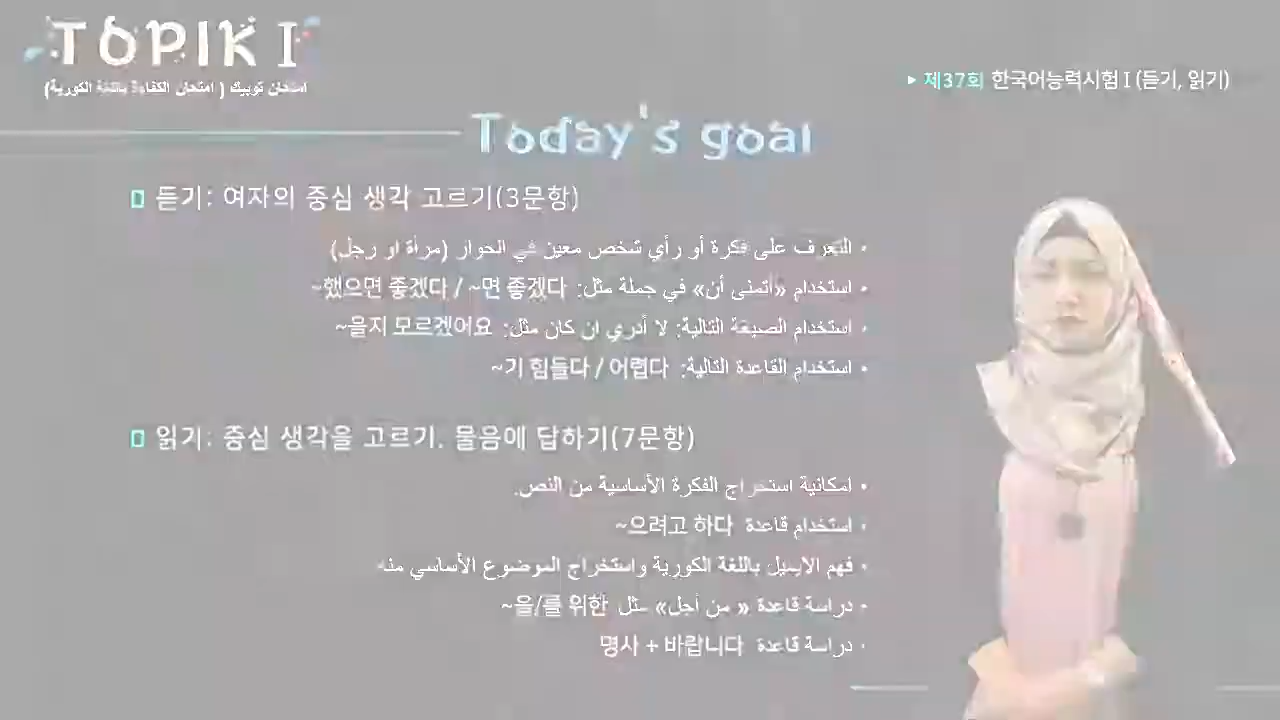 TOPIK I
امتحان توبيك ( امتحان الكفاءة باللغة الكورية)
▸ 제37회 한국어능력시험 I (듣기, 읽기)
Today's goal
듣기: 여자의 중심 생각 고르기(3문항)
• التعرف على فكرة أو رأي شخص معين في الحوار (مرأة او رجل)
• استخدام «أتمنى أن» في جملة مثل: ~했으면 좋겠다 / ~면 좋겠다
• استخدام الصيغة التالية: لا أدري ان كان مثل: ~을지 모르겠어요
• استخدام القاعدة التالية: ~기 힘들다 / 어렵다
읽기: 중심 생각을 고르기. 물음에 답하기(7문항)
• امكانية استخراج الفكرة الأساسية من النص.
• استخدام قاعدة ~으려고 하다
• فهم الايميل باللغة الكورية واستخراج الموضوع الأساسي منه
• دراسة قاعدة « من أجل» مثل ~을/를 위한
• دراسة قاعدة 명사 + 바랍니다